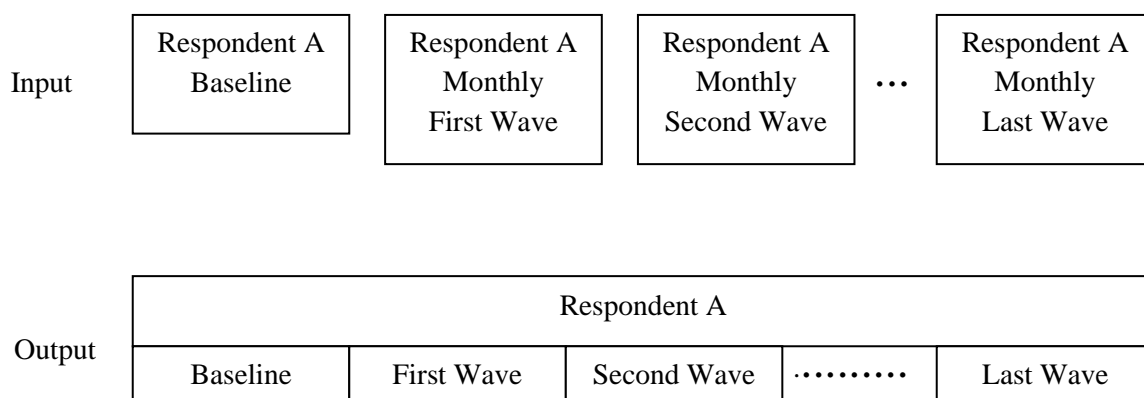 Input
Respondent A
Baseline
Respondent A
Monthly
First Wave
Respondent A
Monthly
Second Wave
...
Respondent A
Monthly
Last Wave
Output
Respondent A
Baseline
First Wave
Second Wave
...........
Last Wave